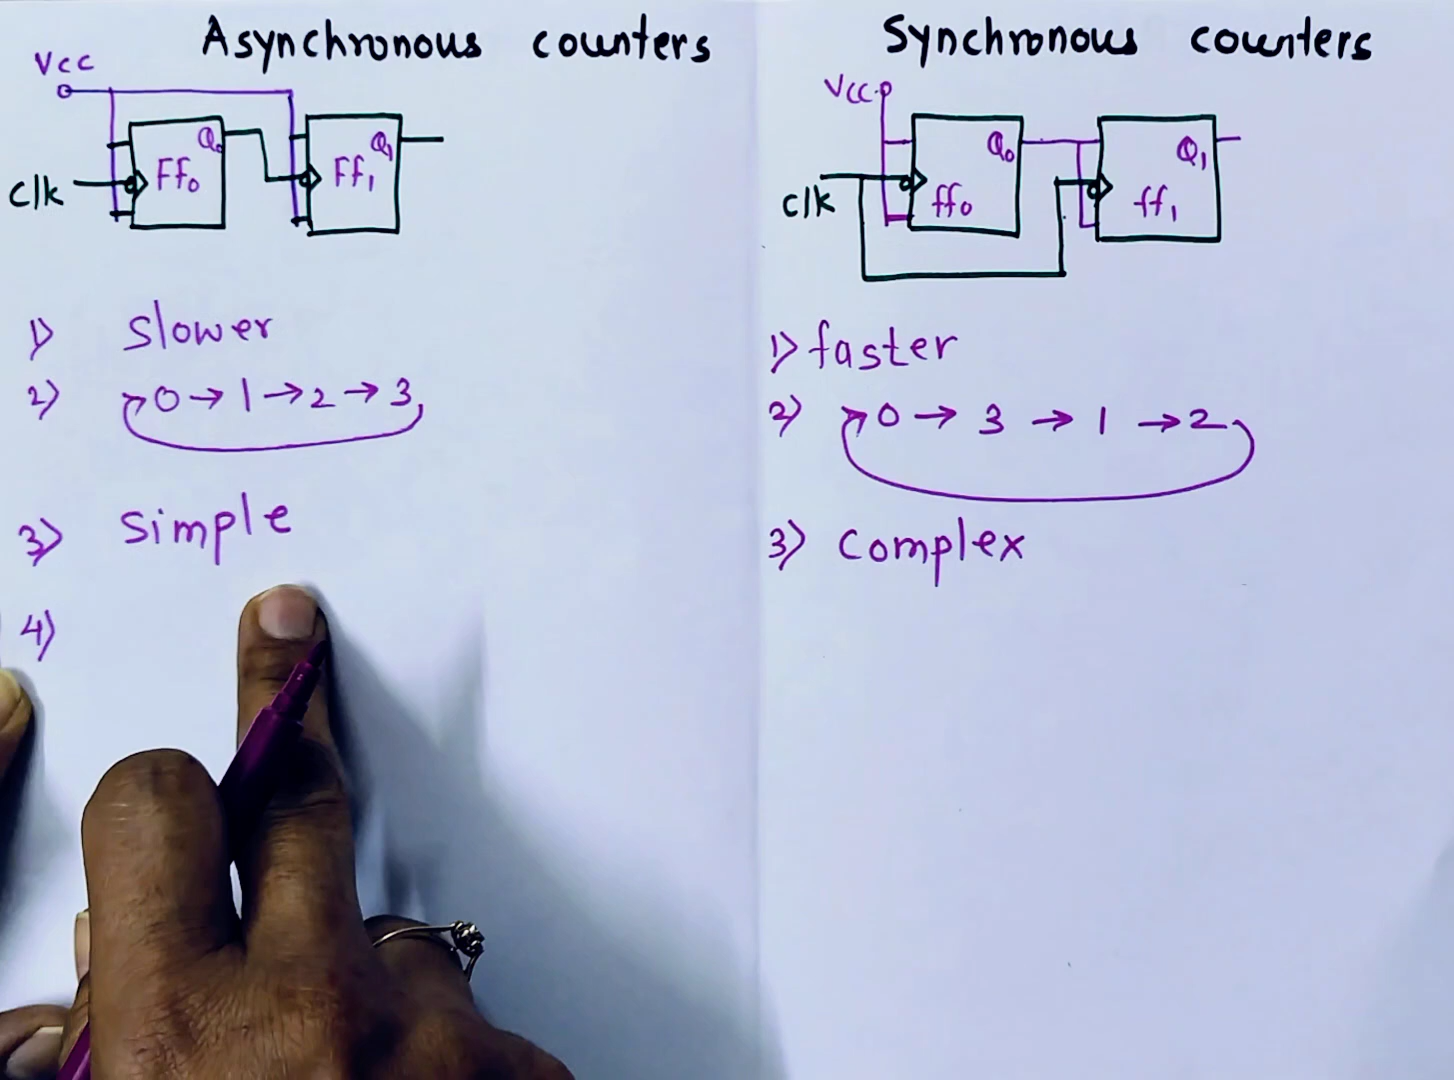 Asynchronous counters
Vcc
Q0
Q1
Clk
Ff0
Ff1
1) Slower
2) 0 → 1 → 2 → 3
3) Simple
4)
Synchronous counters
Vcc
Q0
Q1
Clk
ff0
ff1
1) faster
2) 0 → 3 → 1 → 2
3) Complex